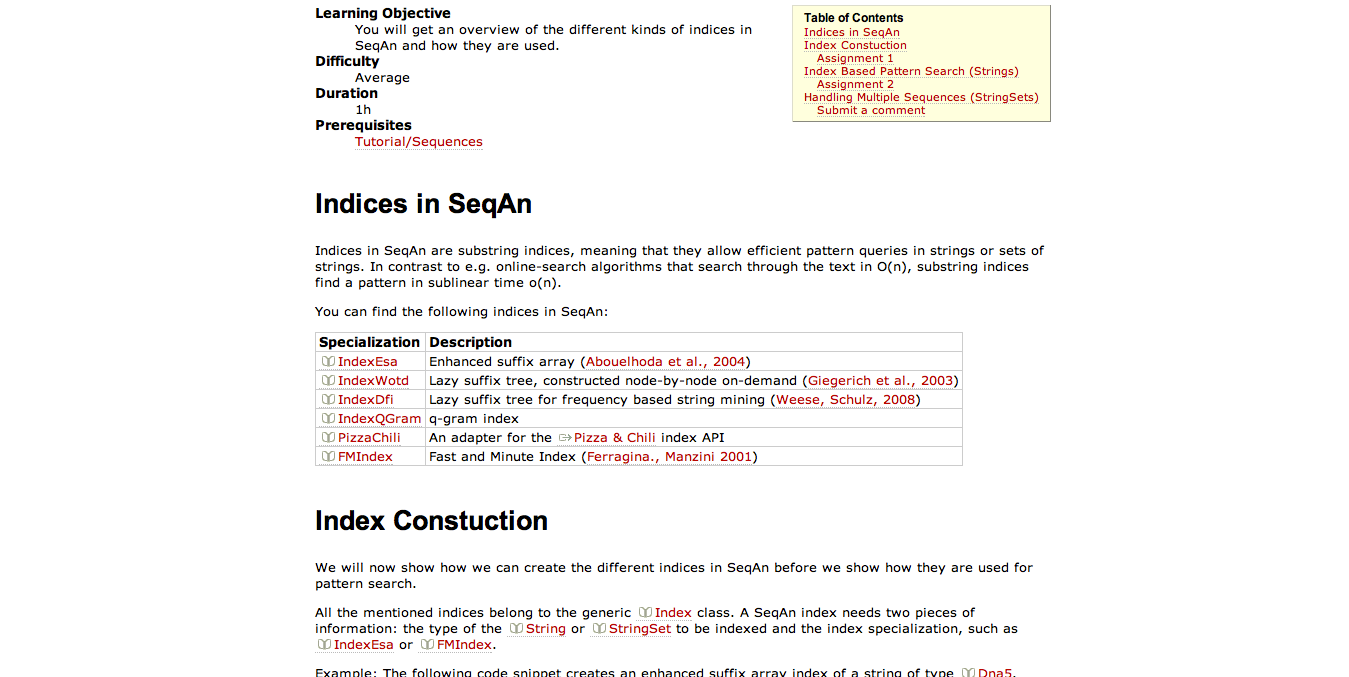 Learning Objective
You will get an overview of the different kinds of indices in
SeqAn and how they are used.
Difficulty
Average
Duration
1h
Prerequisites
Tutorial/Sequences
Table of Contents
Indices in SeqAn
Index Constuction
Assignment 1
Index Based Pattern Search (Strings)
Assignment 2
Handling Multiple Sequences (StringSets)
Submit a comment
Indices in SeqAn
Indices in SeqAn are substring indices, meaning that they allow efficient pattern queries in strings or sets of
strings. In contrast to e.g. online-search algorithms that search through the text in O(n), substring indices
find a pattern in sublinear time o(n).
You can find the following indices in SeqAn:
Specialization Description
IndexEsa Enhanced suffix array (Abouelhoda et al., 2004)
IndexWotd Lazy suffix tree, constructed node-by-node on-demand (Giegerich et al., 2003)
IndexDfi Lazy suffix tree for frequency based string mining (Weese, Schulz, 2008)
IndexQGram q-gram index
PizzaChili An adapter for the Pizza & Chili index API
FMIndex Fast and Minute Index (Ferragina., Manzini 2001)
Index Constuction
We will now show how we can create the different indices in SeqAn before we show how they are used for
pattern search.
All the mentioned indices belong to the generic Index class. A SeqAn index needs two pieces of
information: the type of the String or StringSet to be indexed and the index specialization, such as
IndexEsa or FMIndex.
Example: The following code snippet creates an enhanced suffix array index of a string of type Dna5.